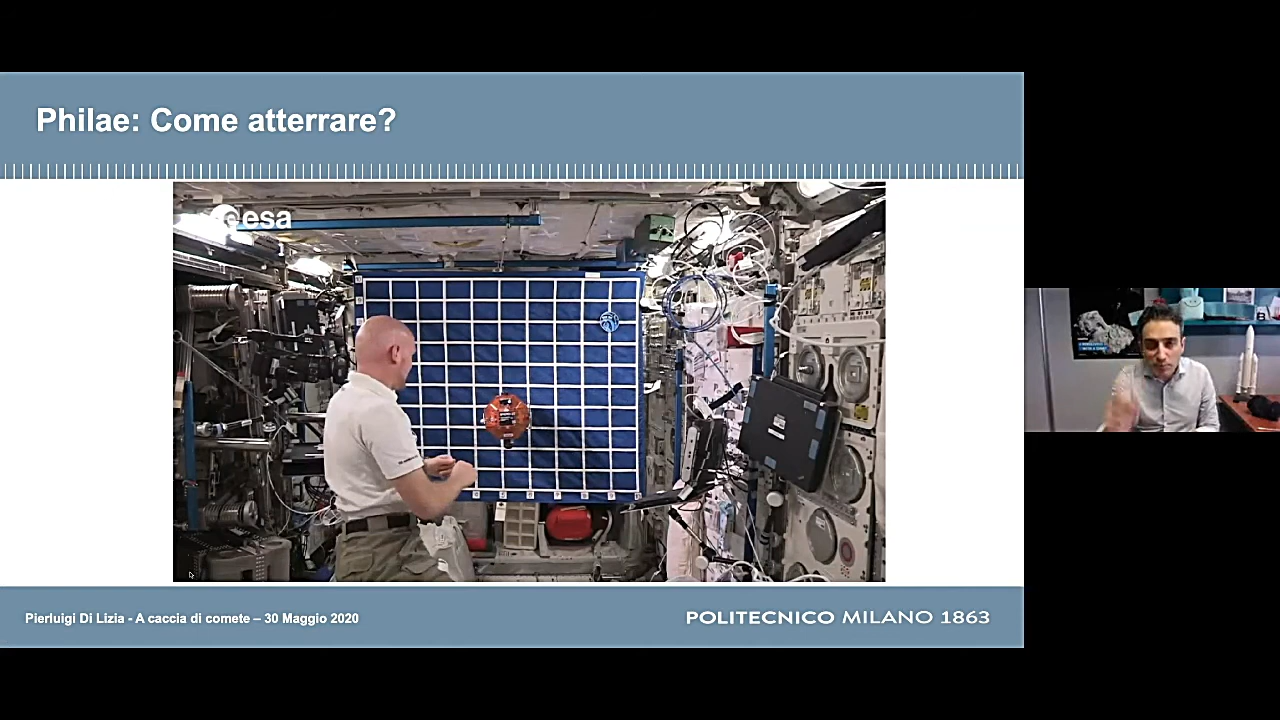 Philae: Come atterrare?
esa
Pierluigi Di Lizia - A caccia di comete – 30 Maggio 2020
POLITECNICO MILANO 1863